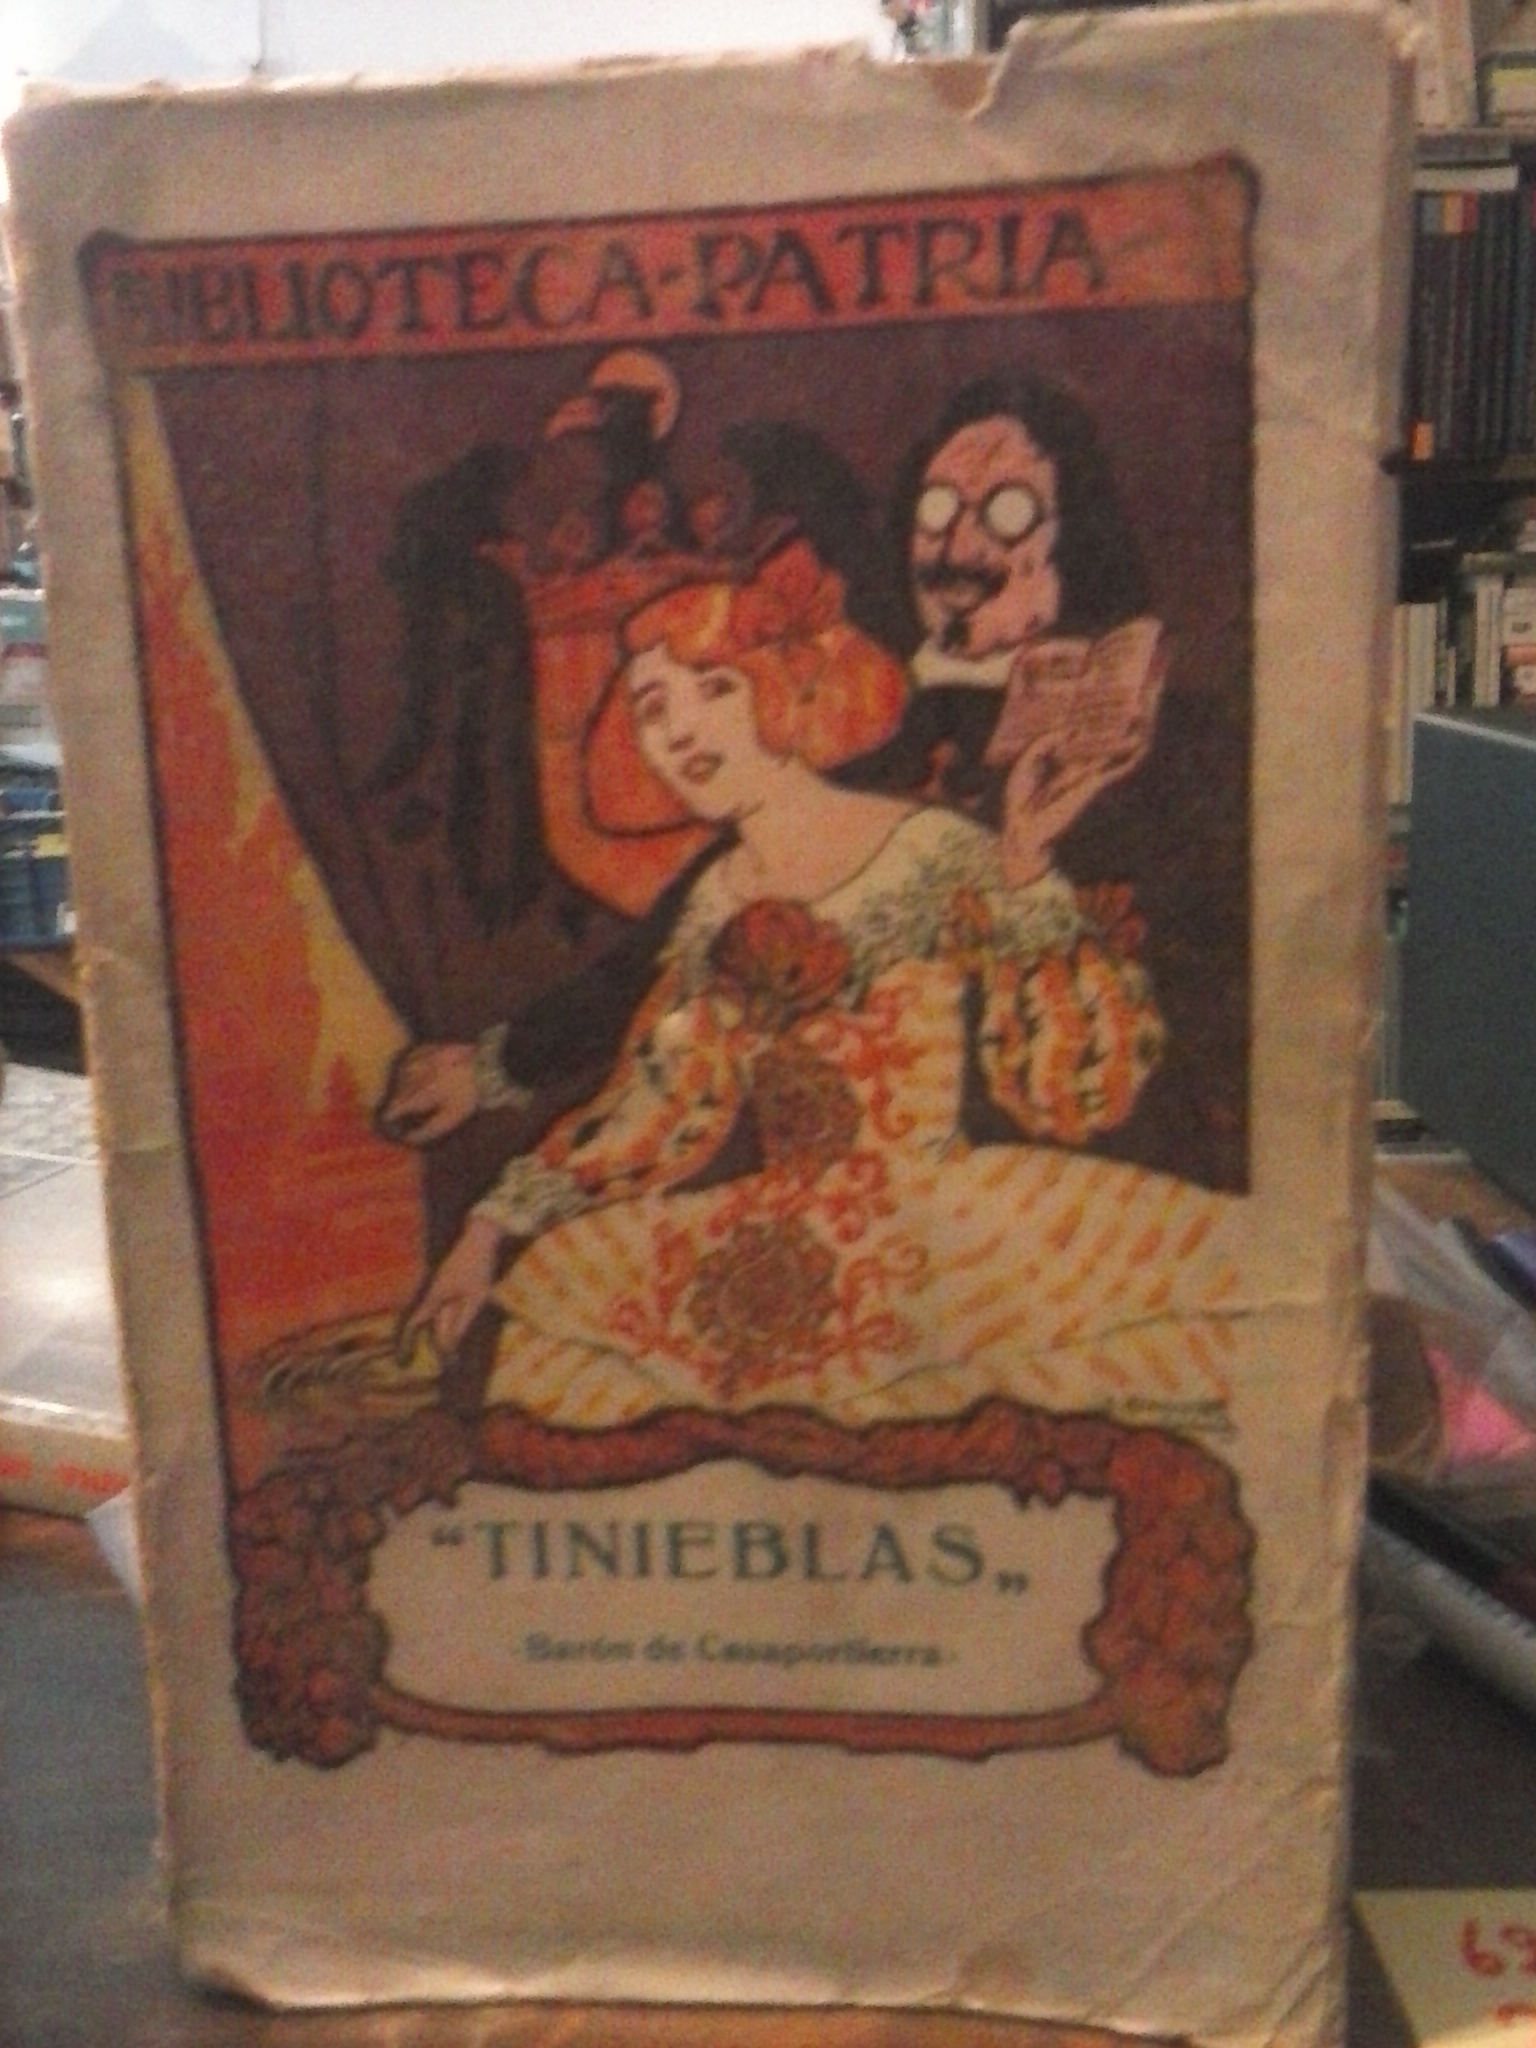 BIBLIOTECA-PATRIA
“TINIEBLAS„
-Barón de Casaportierra-